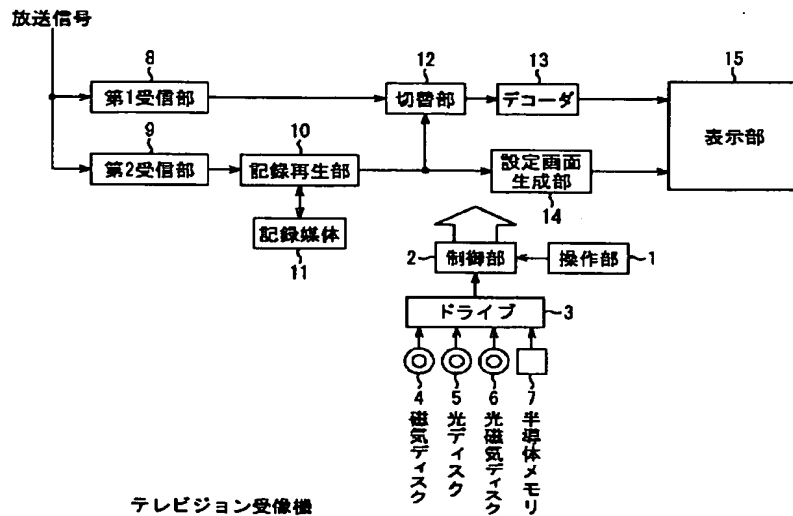 放送信号
8
第1受信部
12
切替部
13
デコーダ
15
表示部
9
第2受信部
10
記録再生部
設定画面
生成部
14
記録媒体
11
2
制御部
操作部
1
ドライブ
3
4
磁気ディスク
5
光ディスク
6
光磁気ディスク
7
半導体メモリ
テレビジョン受像機